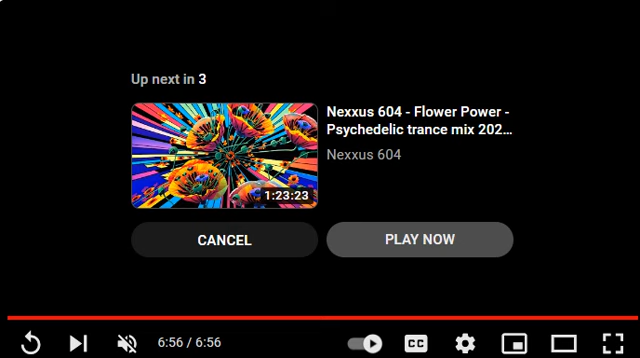 Up next in 3
Nexxus 604 - Flower Power -
Psychedelic trance mix 202...
Nexxus 604
1:23:23
CANCEL
PLAY NOW
6:56 / 6:56
CC